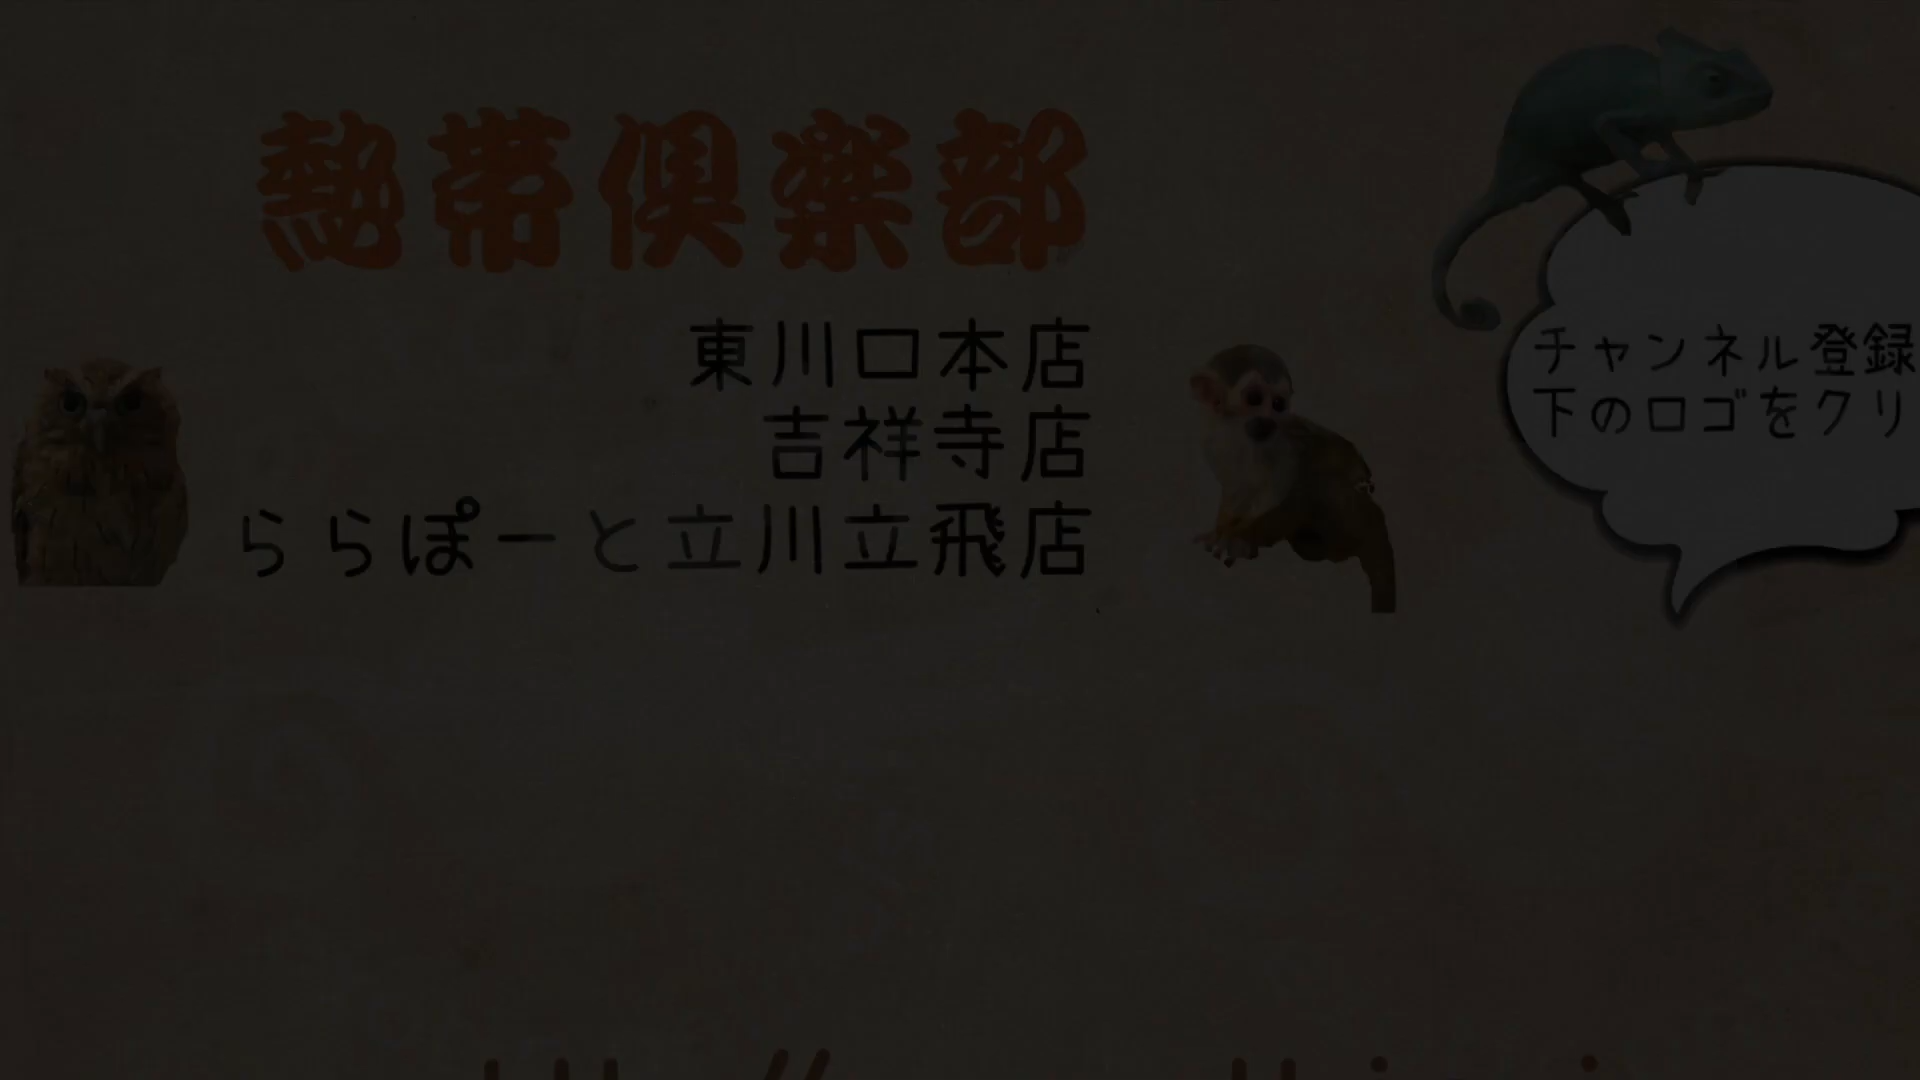 熱帯倶楽部
東川口本店
吉祥寺店
ららぽーと立川立飛店
チャンネル登録
下のロゴをクリ